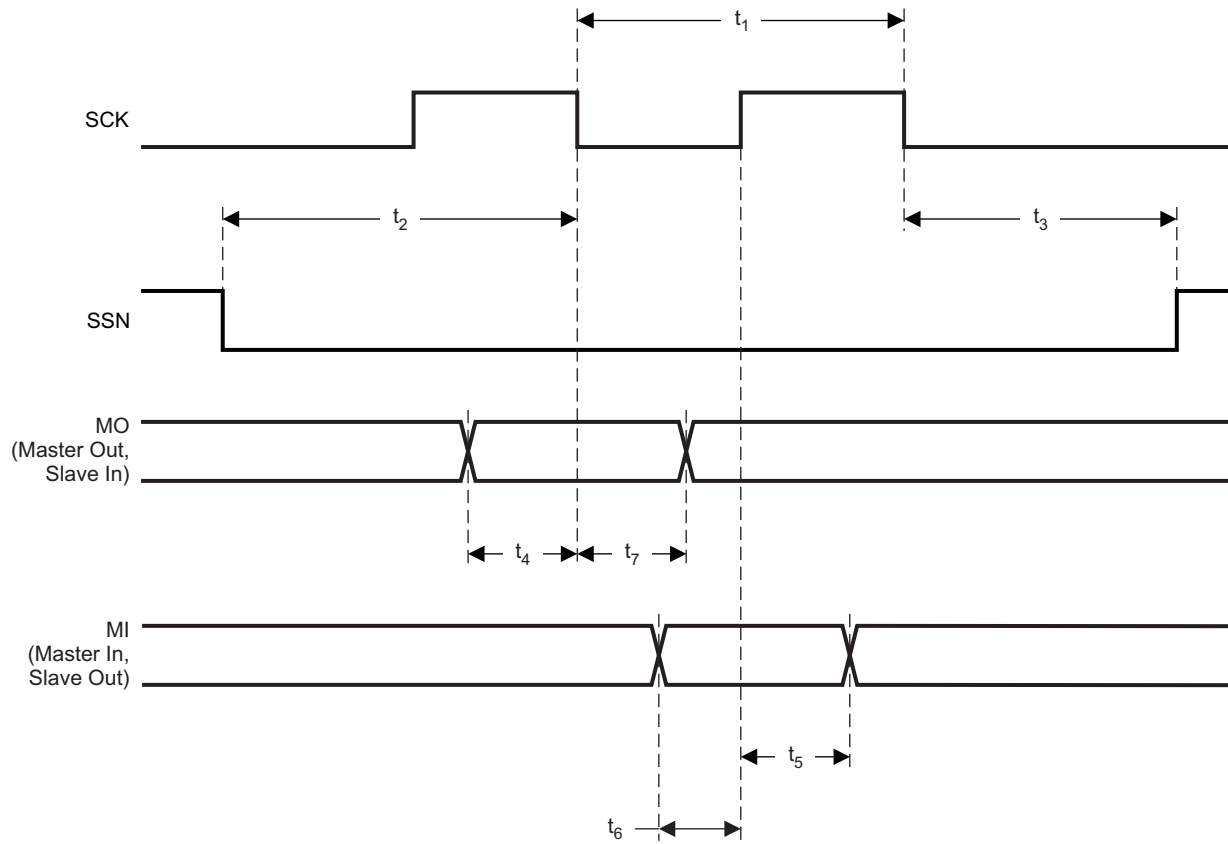 t1
SCK
t2
t3
SSN
MO
(Master Out,
Slave In)
t4
t7
MI
(Master In,
Slave Out)
t5
t6